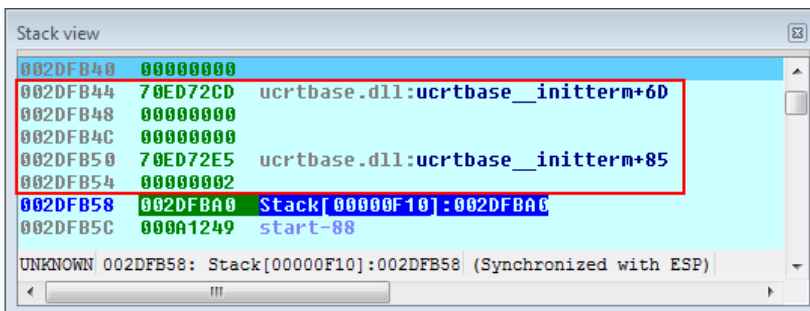 Stack view
002DFB40 00000000
002DFB44 70ED72CD ucrtbase.dll:ucrtbase__initterm+6D
002DFB48 00000000
002DFB4C 00000000
002DFB50 70ED72E5 ucrtbase.dll:ucrtbase__initterm+85
002DFB54 00000002
002DFB58 002DFBA0 Stack[00000F10]:002DFBA0
002DFB5C 000A1249 start-88
UNKNOWN 002DFB58: Stack[00000F10]:002DFB58 (Synchronized with ESP)